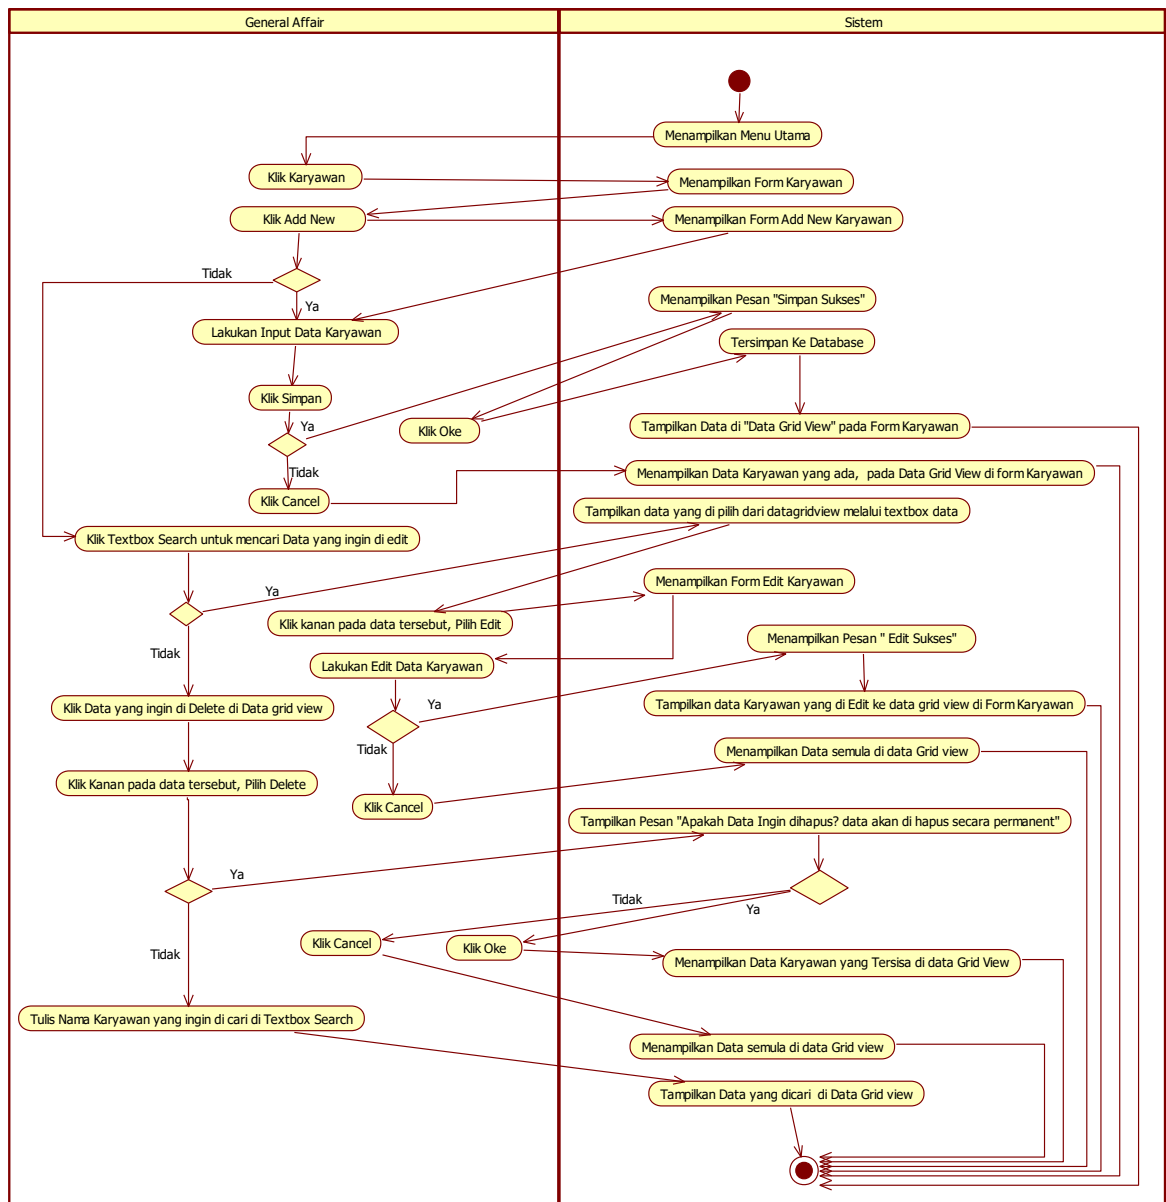 General Affair
Sistem
Menampilkan Menu Utama
Klik Karyawan
Menampilkan Form Karyawan
Klik Add New
Menampilkan Form Add New Karyawan
Tidak
Ya
Menampilkan Pesan "Simpan Sukses"
Lakukan Input Data Karyawan
Tersimpan Ke Database
Klik Simpan
Ya
Klik Oke
Tampilkan Data di "Data Grid View" pada Form Karyawan
Tidak
Menampilkan Data Karyawan yang ada,  pada Data Grid View di form Karyawan
Klik Cancel
Tampilkan data yang di pilih dari datagridview melalui textbox data
Klik Textbox Search untuk mencari Data yang ingin di edit
Ya
Menampilkan Form Edit Karyawan
Klik kanan pada data tersebut, Pilih Edit
Menampilkan Pesan " Edit Sukses"
Tidak
Lakukan Edit Data Karyawan
Ya
Klik Data yang ingin di Delete di Data grid view
Tampilkan data Karyawan yang di Edit ke data grid view di Form Karyawan
Tidak
Menampilkan Data semula di data Grid view
Klik Kanan pada data tersebut, Pilih Delete
Klik Cancel
Tampilkan Pesan "Apakah Data Ingin dihapus? data akan di hapus secara permanent"
Ya
Tidak
Ya
Klik Cancel
Klik Oke
Tidak
Menampilkan Data Karyawan yang Tersisa di data Grid View
Tulis Nama Karyawan yang ingin di cari di Textbox Search
Menampilkan Data semula di data Grid view
Tampilkan Data yang dicari  di Data Grid view